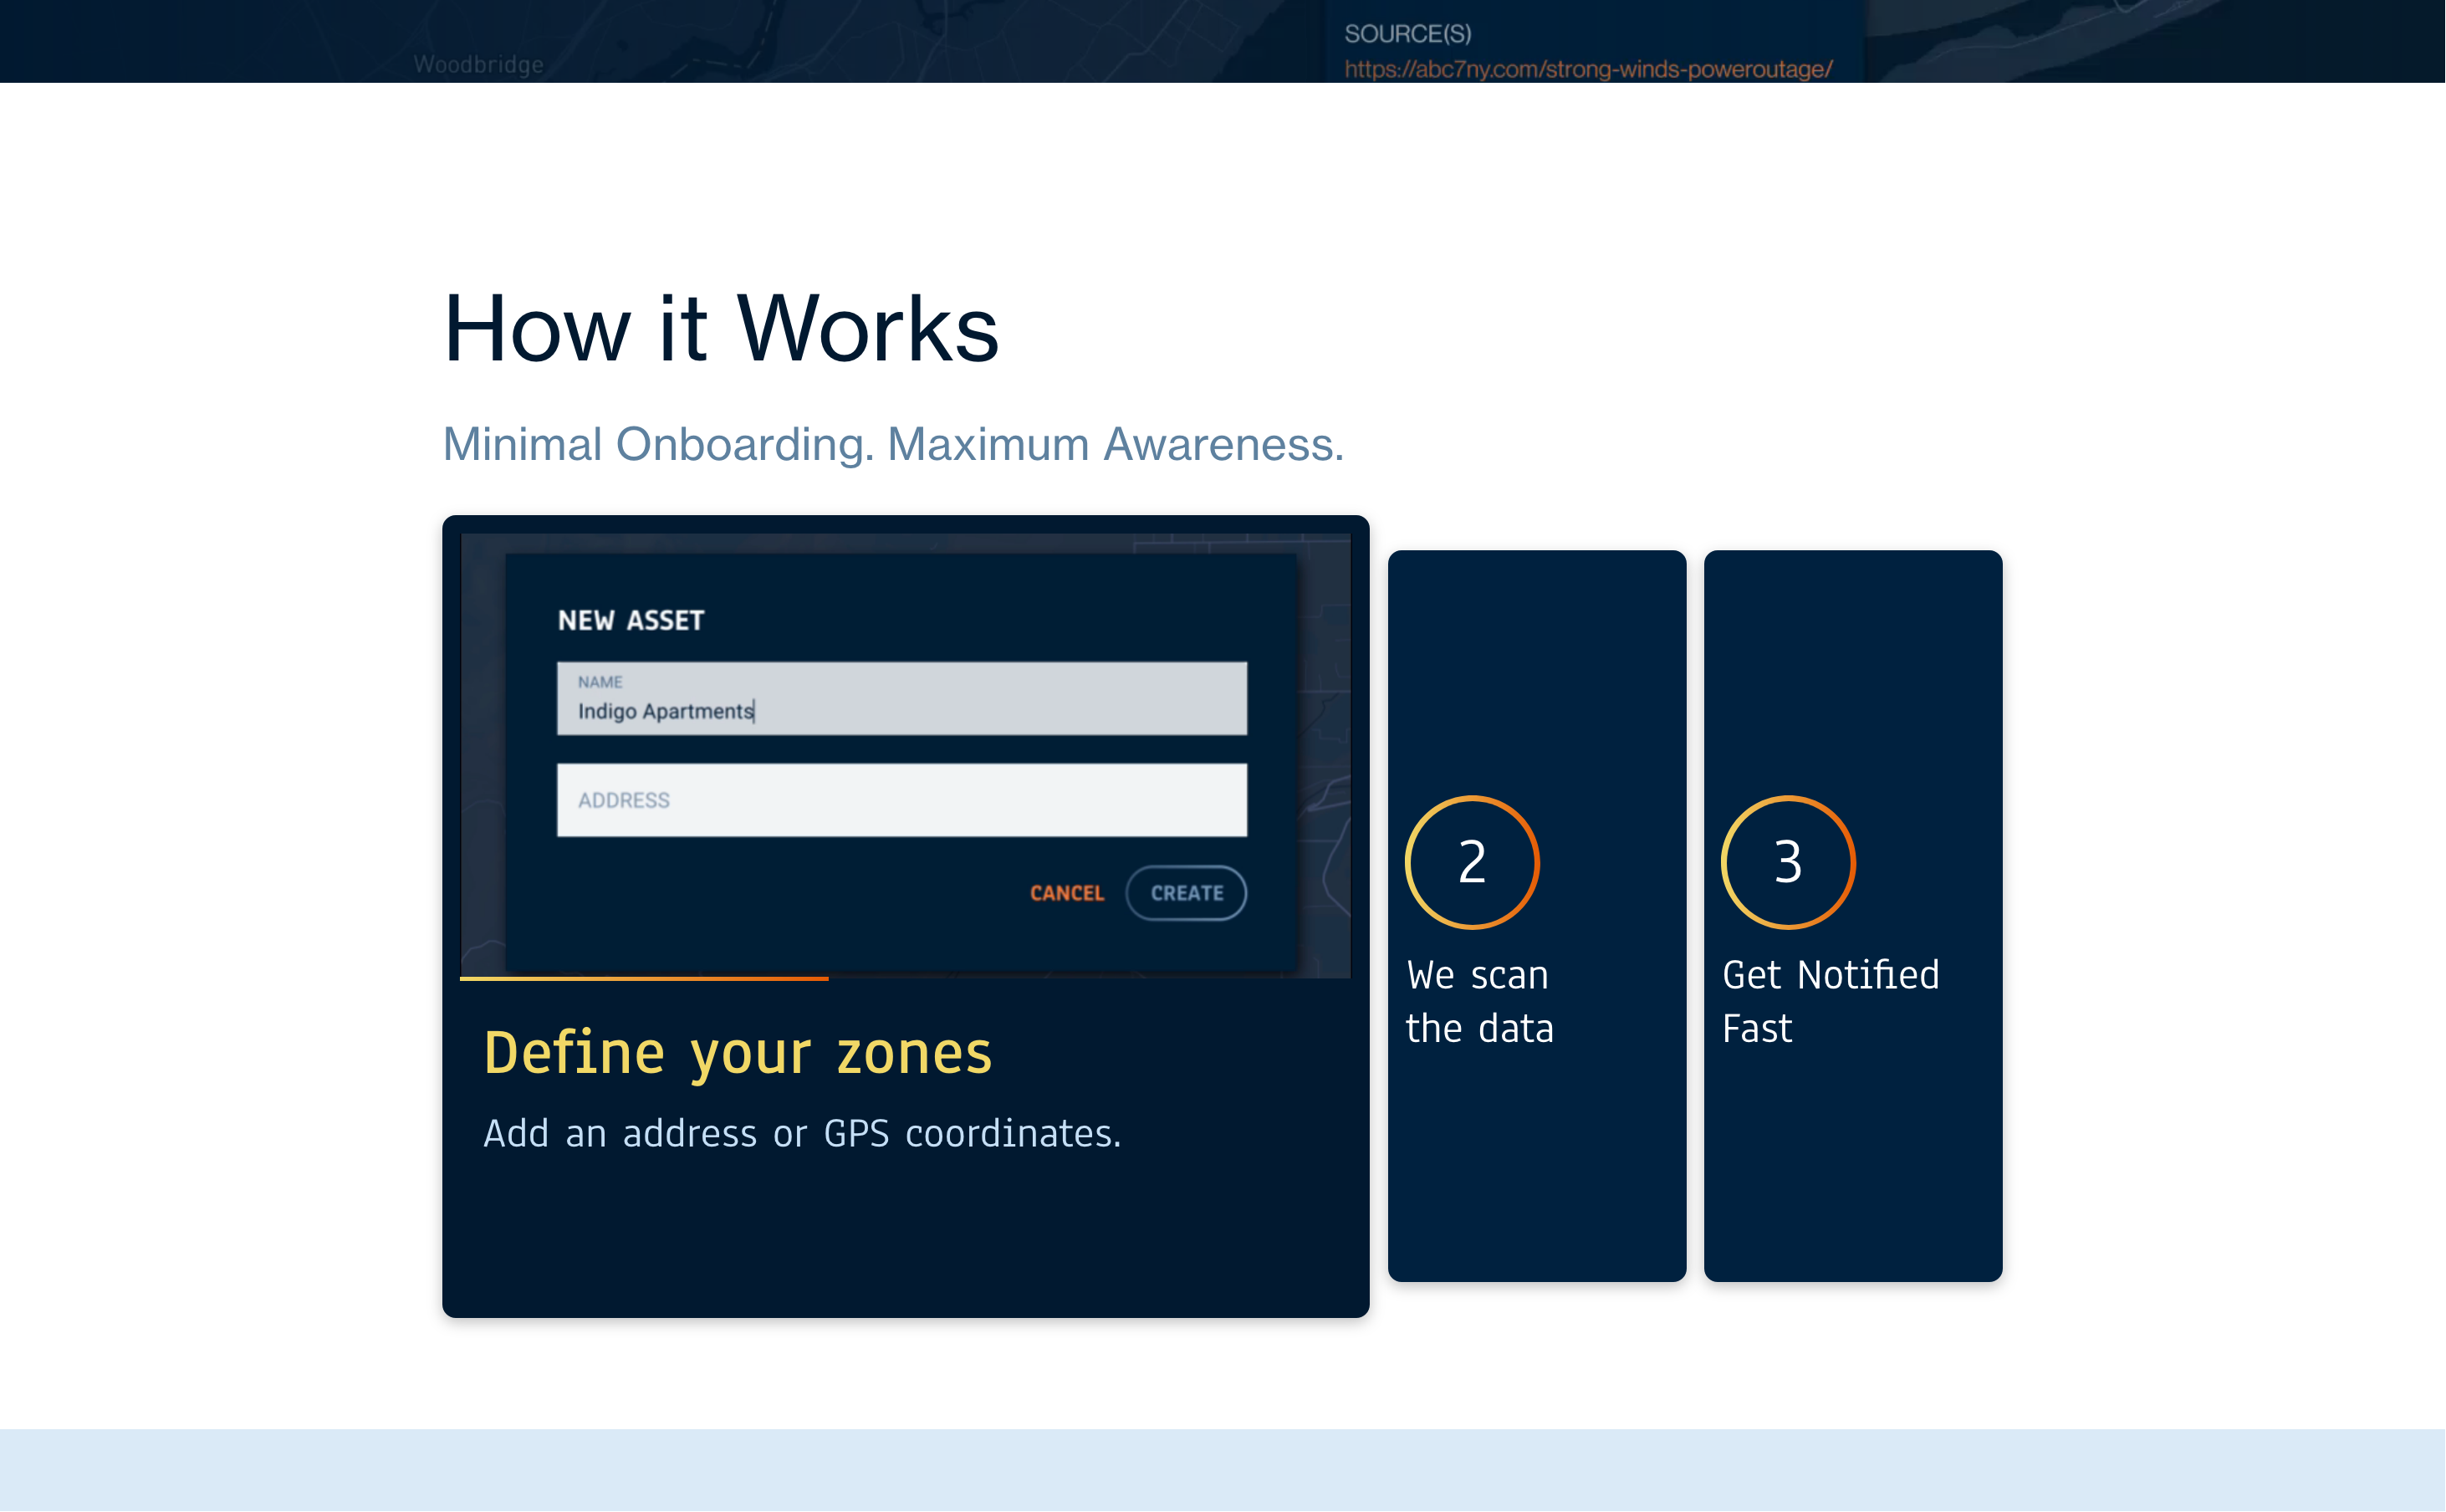 Woodbridge
SOURCE(S)
https://abc7ny.com/strong-winds-poweroutage/
How it Works
Minimal Onboarding. Maximum Awareness.
NEW ASSET
NAME
Indigo Apartments
ADDRESS
CANCEL
CREATE
Define your zones
Add an address or GPS coordinates.
2
We scan
the data
3
Get Notified
Fast